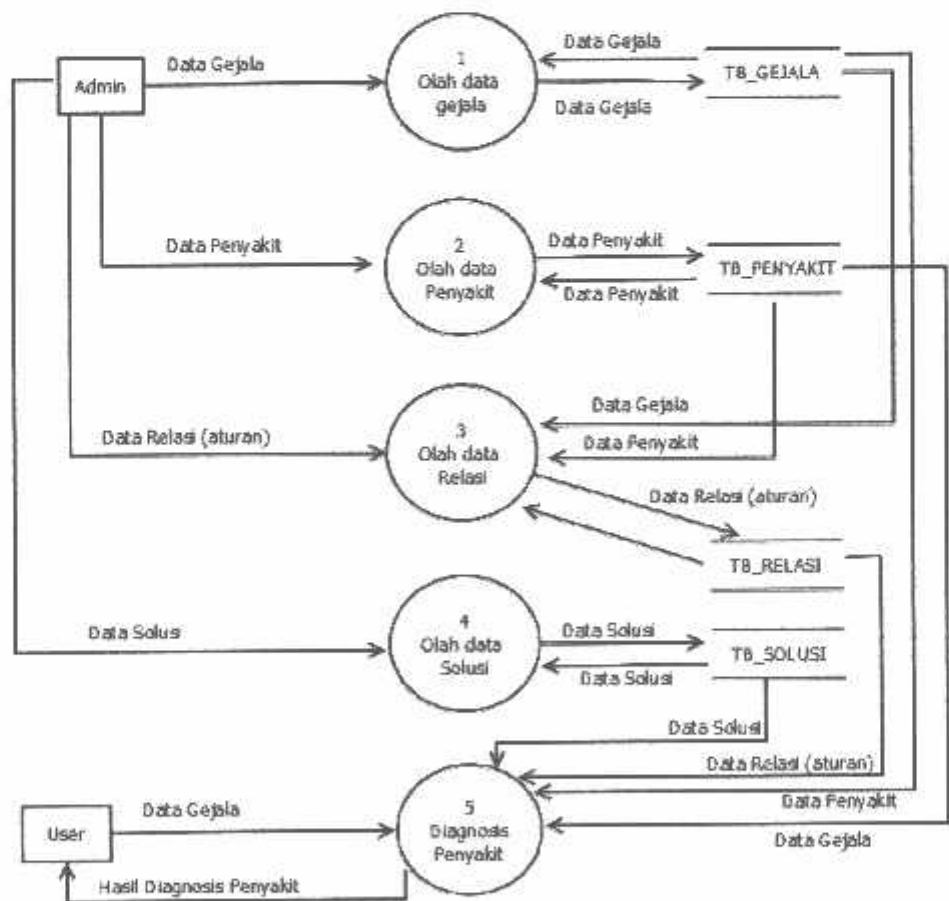 Data Gejala
TB_GEJALA
Data Gejala
Admin
1
Olah data
gejala
Data Gejala
Data Penyakit
2
Olah data
Penyakit
Data Penyakit
TB_PENYAKIT
Data Penyakit
Data Gejala
Data Relasi (aturan)
3
Olah data
Relasi
Data Penyakit
Data Relasi (aturan)
TB_RELASI
Data Solusi
4
Olah data
Solusi
Data Solusi
TB_SOLUSI
Data Solusi
Data Solusi
Data Relasi (aturan)
Data Penyakit
Data Gejala
User
Data Gejala
5
Diagnosis
Penyakit
Hasil Diagnosis Penyakit